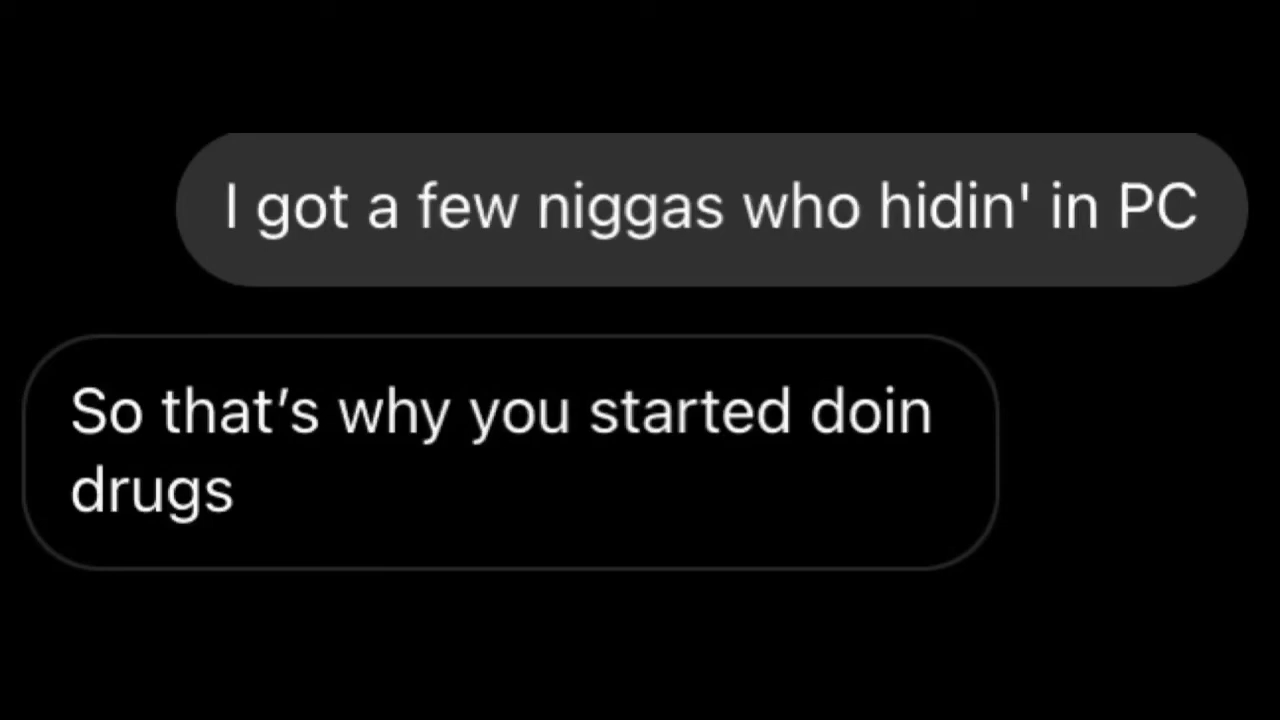 I got a few niggas who hidin' in PC
So that’s why you started doin
drugs